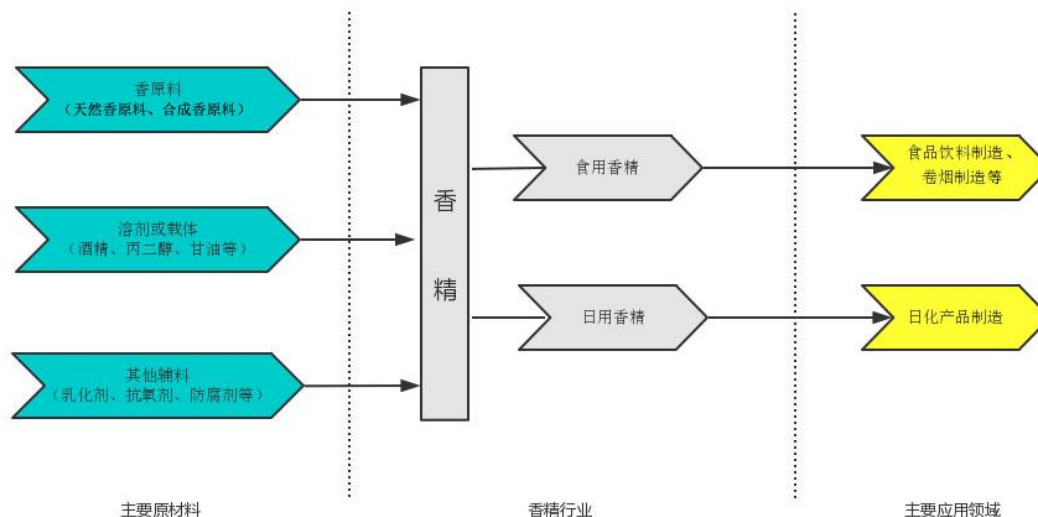 香原料
（天然香原料、合成香原料）
溶剂或载体
（酒精、丙二醇、甘油等）
其他辅料
（乳化剂、抗氧剂、防腐剂等）
香
精
食用香精
日用香精
食品饮料制造、
卷烟制造等
日化产品制造
主要原材料
香精行业
主要应用领域